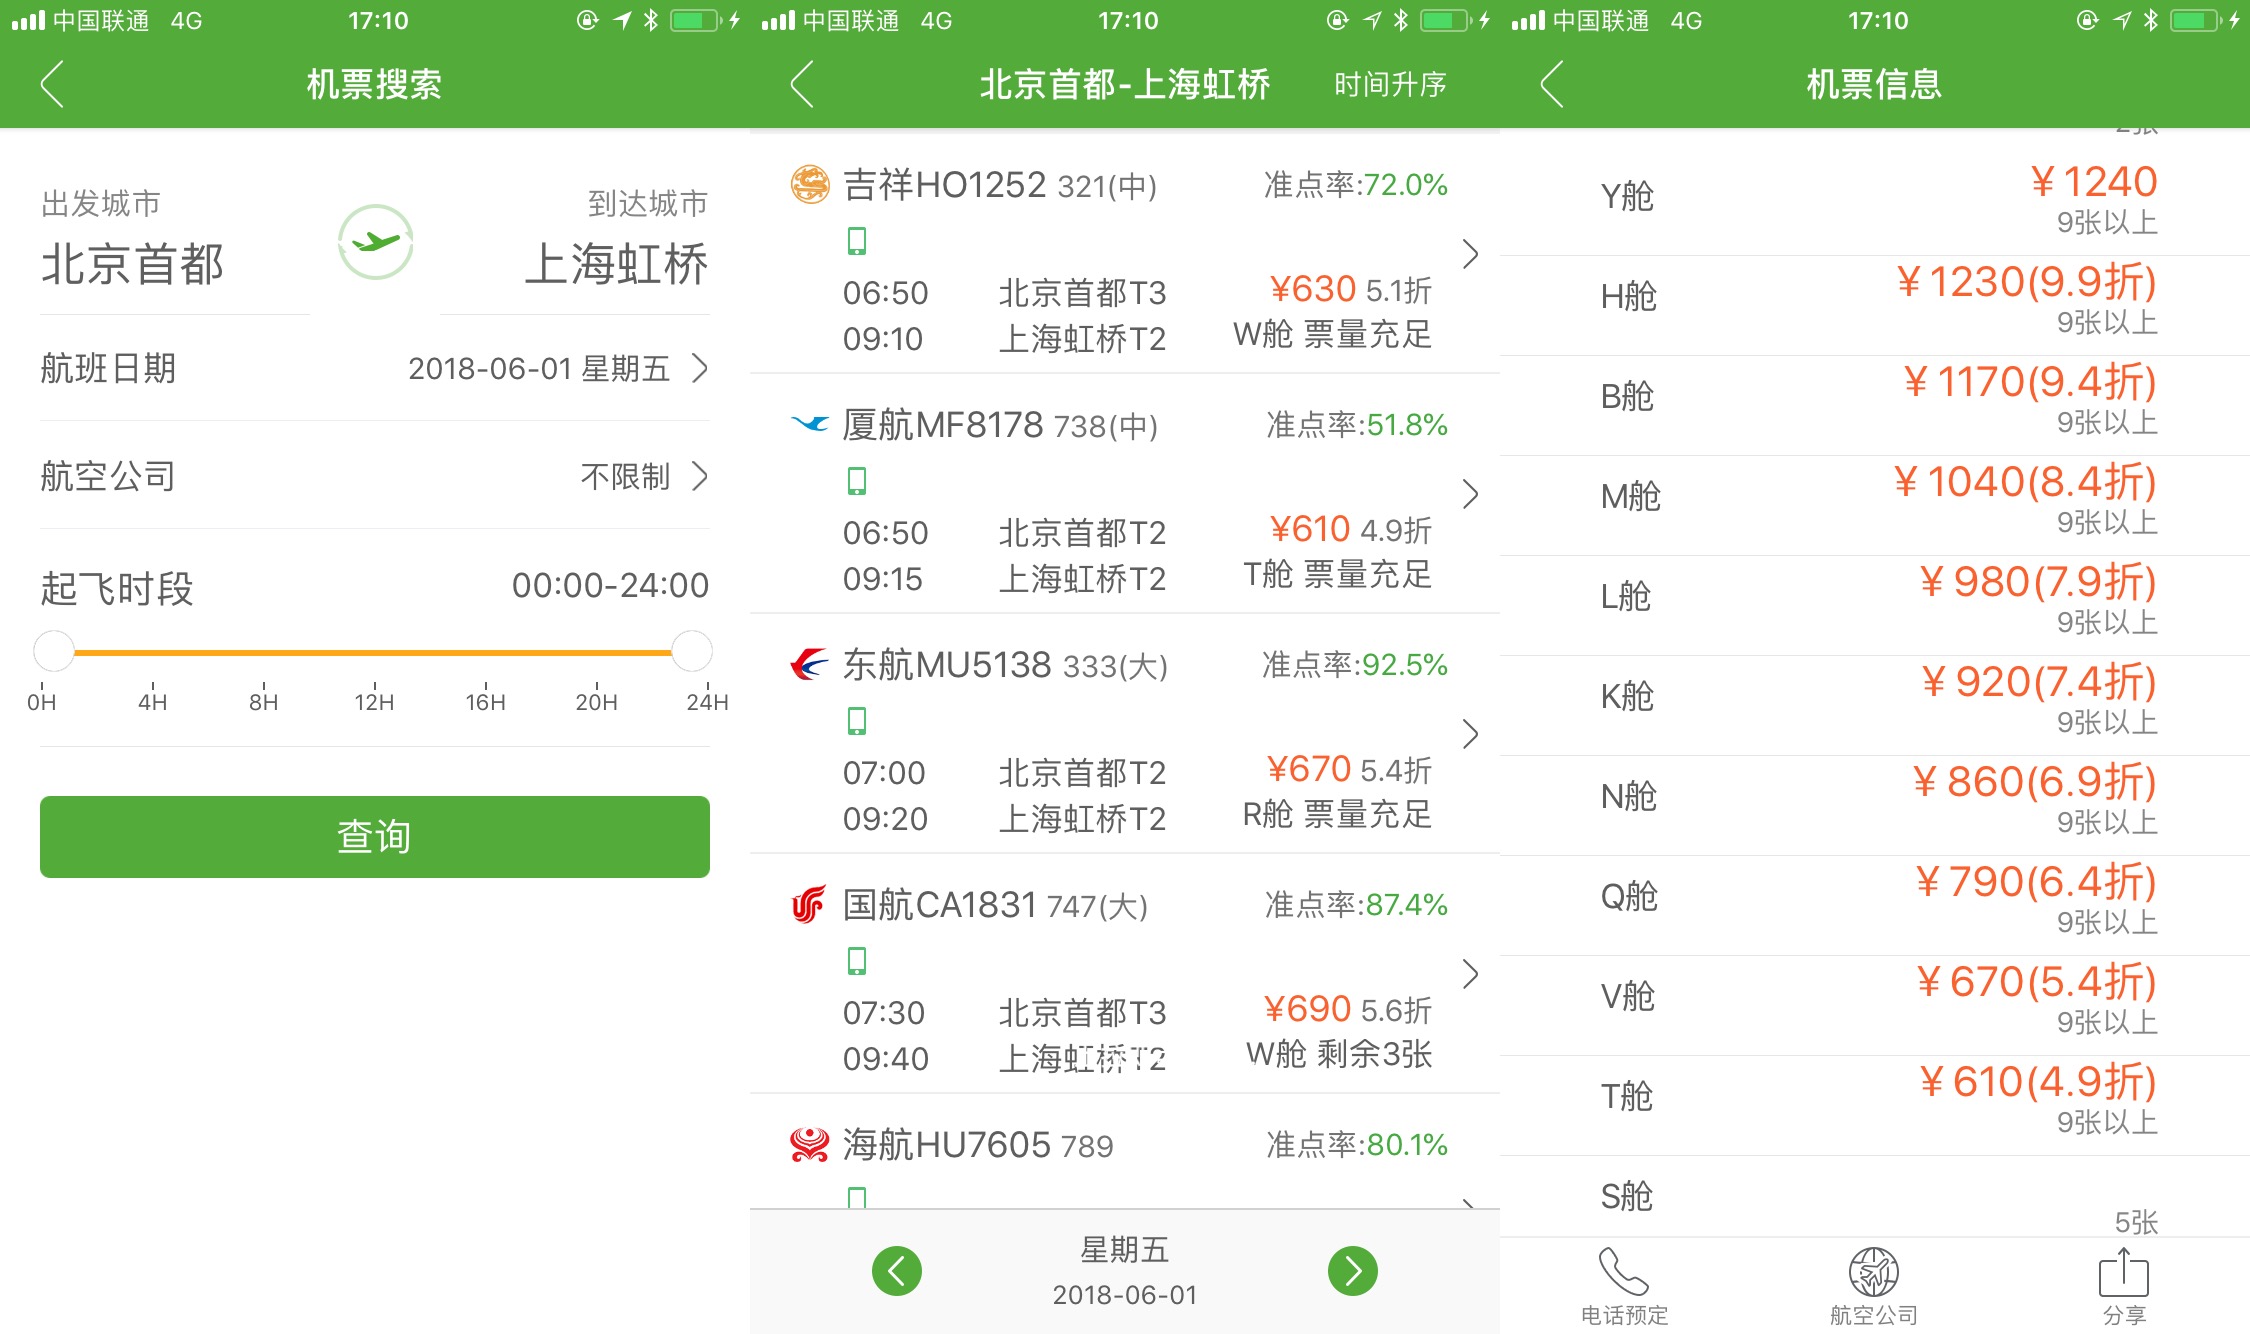 中国联通 4G 17:10
机票搜索
出发城市 到达城市
北京首都 上海虹桥
航班日期 2018-06-01 星期五
航空公司 不限制
起飞时段 00:00-24:00
0H 4H 8H 12H 16H 20H 24H
查询
中国联通 4G 17:10
北京首都-上海虹桥 时间升序
吉祥HO1252 321(中) 准点率:72.0%
06:50 北京首都T3 ¥630 5.1折
09:10 上海虹桥T2 W舱 票量充足
厦航MF8178 738(中) 准点率:51.8%
06:50 北京首都T2 ¥610 4.9折
09:15 上海虹桥T2 T舱 票量充足
东航MU5138 333(大) 准点率:92.5%
07:00 北京首都T2 ¥670 5.4折
09:20 上海虹桥T2 R舱 票量充足
国航CA1831 747(大) 准点率:87.4%
07:30 北京首都T3 ¥690 5.6折
09:40 上海虹桥T2 W舱 剩余3张
海航HU7605 789 准点率:80.1%
星期五
2018-06-01
中国联通 4G 17:10
机票信息
2张
Y舱 ¥1240
9张以上
H舱 ¥1230(9.9折)
9张以上
B舱 ¥1170(9.4折)
9张以上
M舱 ¥1040(8.4折)
9张以上
L舱 ¥980(7.9折)
9张以上
K舱 ¥920(7.4折)
9张以上
N舱 ¥860(6.9折)
9张以上
Q舱 ¥790(6.4折)
9张以上
V舱 ¥670(5.4折)
9张以上
T舱 ¥610(4.9折)
9张以上
S舱
5张
电话预定 航空公司 分享